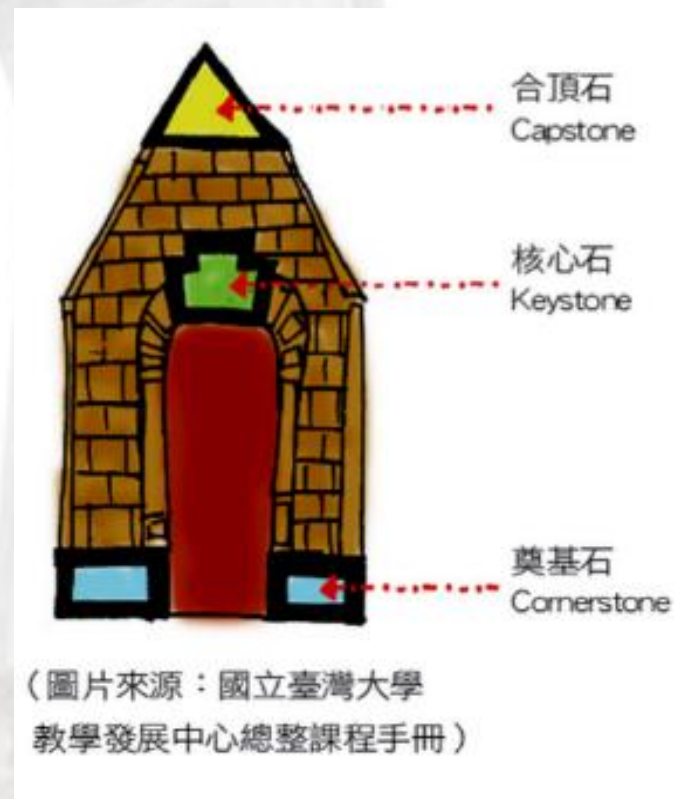 合頂石
Capstone
核心石
Keystone
奠基石
Cornerstone
（圖片來源：國立臺灣大學
教學發展中心總整課程手冊）